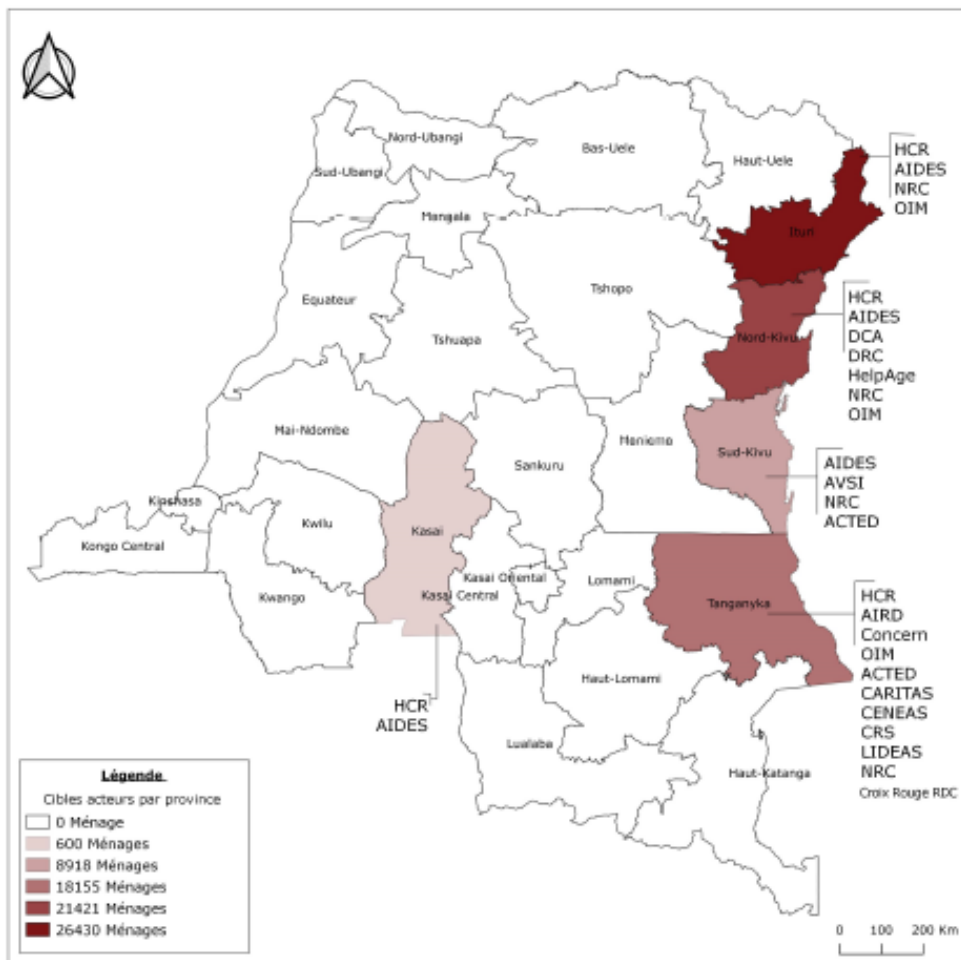 Nord-Ubangi
Bas-Uele
Haut-Uele
Sud-Ubangi
Mongala
Ituri
HCR
AIDES
NRC
OIM
Equateur
Tshopo
Tshuapa
Nord-Kivu
HCR
AIDES
DCA
DRC
HelpAge
NRC
OIM
Mai-Ndombe
Sankuru
Maniema
Sud-Kivu
AIDES
AVSI
NRC
ACTED
Kinshasa
Kongo Central
Kwilu
Kasai
Kwango
Kasai Oriental
Kasai Central
Lomami
Tanganyka
HCR
AIRD
Concern
OIM
ACTED
CARITAS
CENEAS
CRS
LIDEAS
NRC
Croix Rouge RDC
Haut-Lomami
HCR
AIDES
Lualaba
Haut-Katanga
Légende
Cibles acteurs par province
0 Ménage
600 Ménages
8918 Ménages
18155 Ménages
21421 Ménages
26430 Ménages
0 100 200 Km